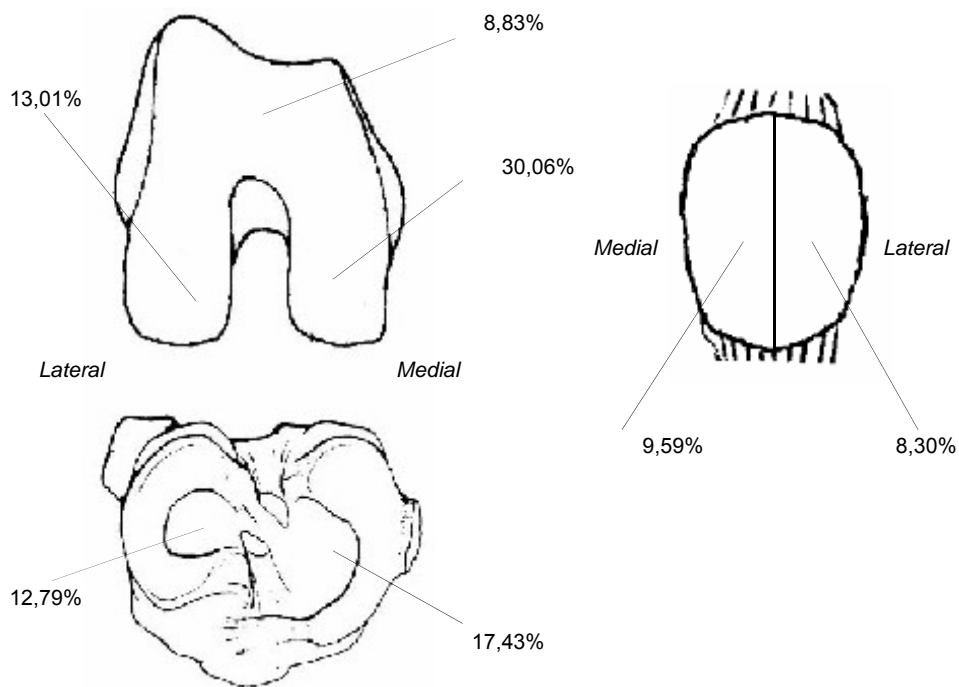 8,83%
13,01%
30,06%
Lateral
Medial
Medial
Lateral
9,59%
8,30%
12,79%
17,43%